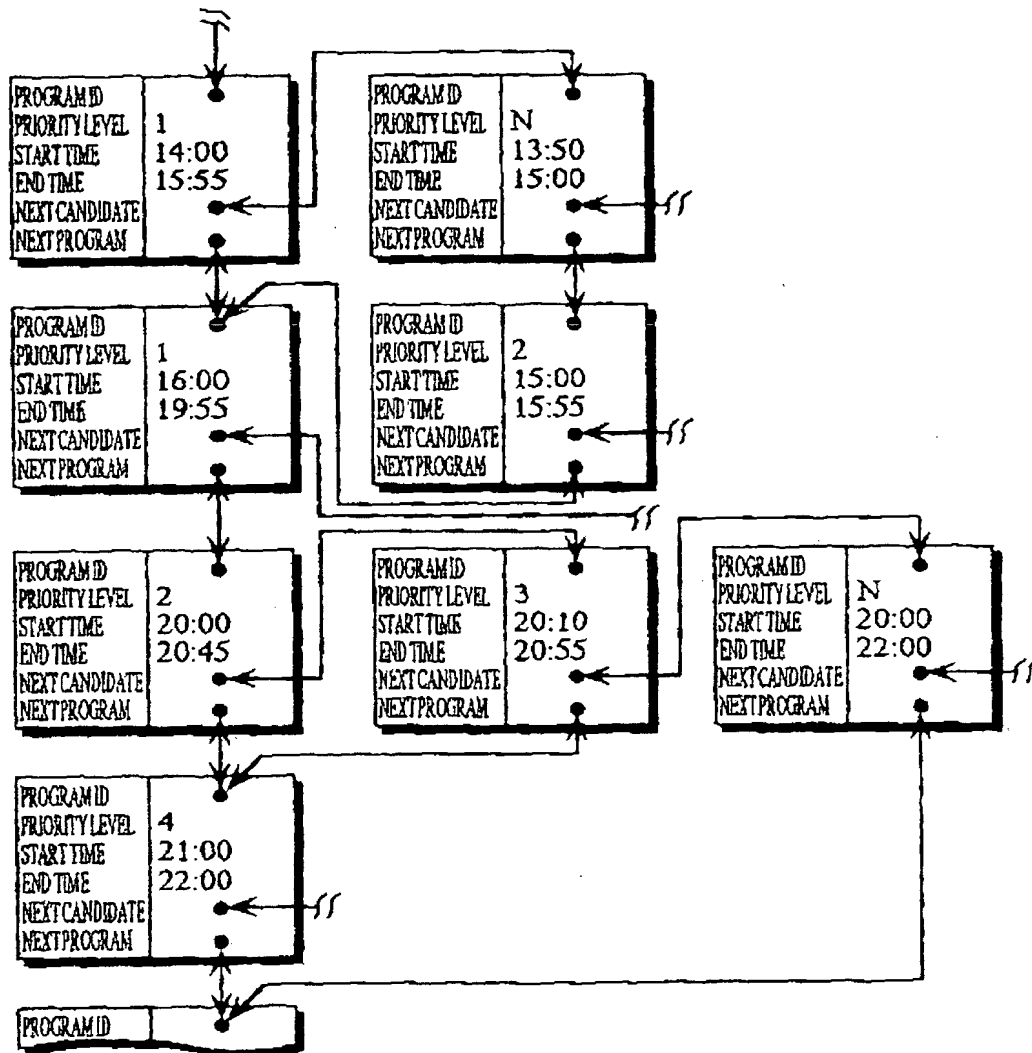 PROGRAM ID
PRIORITY LEVEL 1
START TIME 14:00
END TIME 15:55
NEXT CANDIDATE
NEXT PROGRAM
PROGRAM ID
PRIORITY LEVEL N
START TIME 13:50
END TIME 15:00
NEXT CANDIDATE
NEXT PROGRAM
PROGRAM ID
PRIORITY LEVEL 1
START TIME 16:00
END TIME 19:55
NEXT CANDIDATE
NEXT PROGRAM
PROGRAM ID
PRIORITY LEVEL 2
START TIME 15:00
END TIME 15:55
NEXT CANDIDATE
NEXT PROGRAM
PROGRAM ID
PRIORITY LEVEL 2
START TIME 20:00
END TIME 20:45
NEXT CANDIDATE
NEXT PROGRAM
PROGRAM ID
PRIORITY LEVEL 3
START TIME 20:10
END TIME 20:55
NEXT CANDIDATE
NEXT PROGRAM
PROGRAM ID
PRIORITY LEVEL N
START TIME 20:00
END TIME 22:00
NEXT CANDIDATE
NEXT PROGRAM
PROGRAM ID
PRIORITY LEVEL 4
START TIME 21:00
END TIME 22:00
NEXT CANDIDATE
NEXT PROGRAM
PROGRAM ID